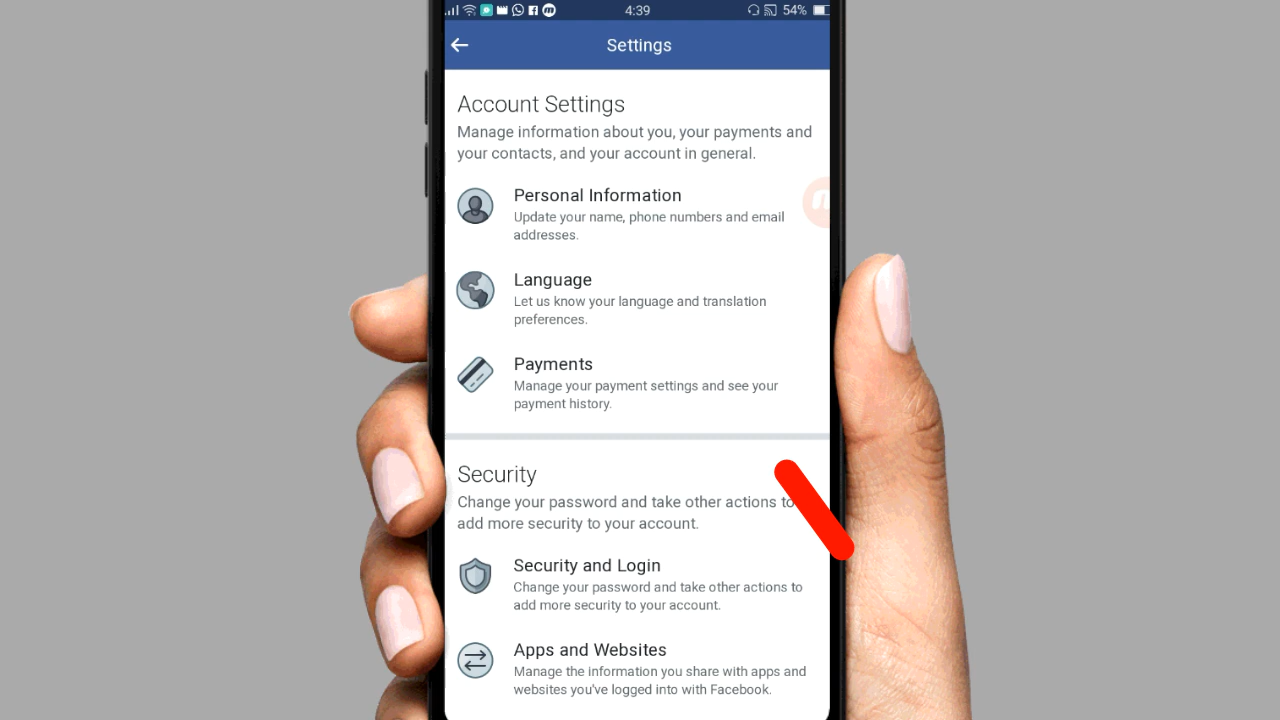 4:39
54%
Settings
Account Settings
Manage information about you, your payments and
your contacts, and your account in general.
Personal Information
Update your name, phone numbers and email
addresses.
Language
Let us know your language and translation
preferences.
Payments
Manage your payment settings and see your
payment history.
Security
Change your password and take other actions to
add more security to your account.
Security and Login
Change your password and take other actions to
add more security to your account.
Apps and Websites
Manage the information you share with apps and
websites you've logged into with Facebook.